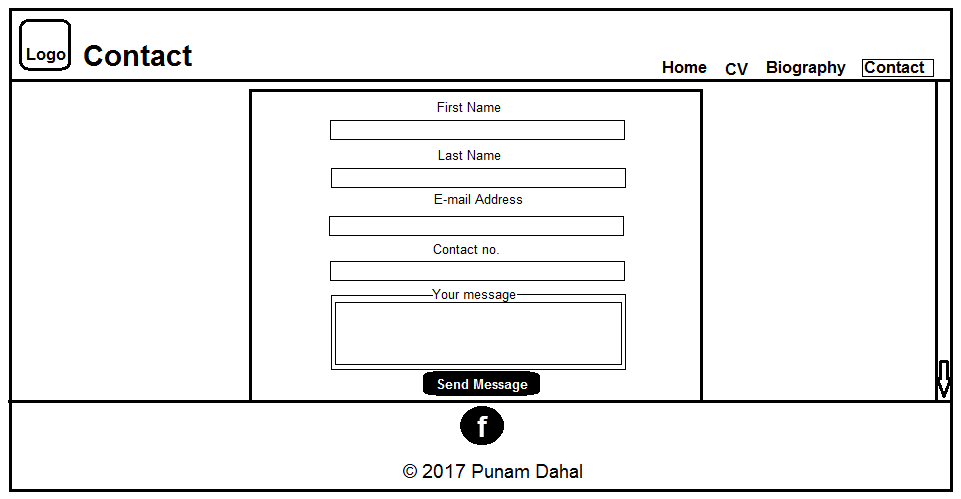 Logo
Contact
Home CV Biography Contact
First Name
Last Name
E-mail Address
Contact no.
Your message
Send Message
f
© 2017 Punam Dahal